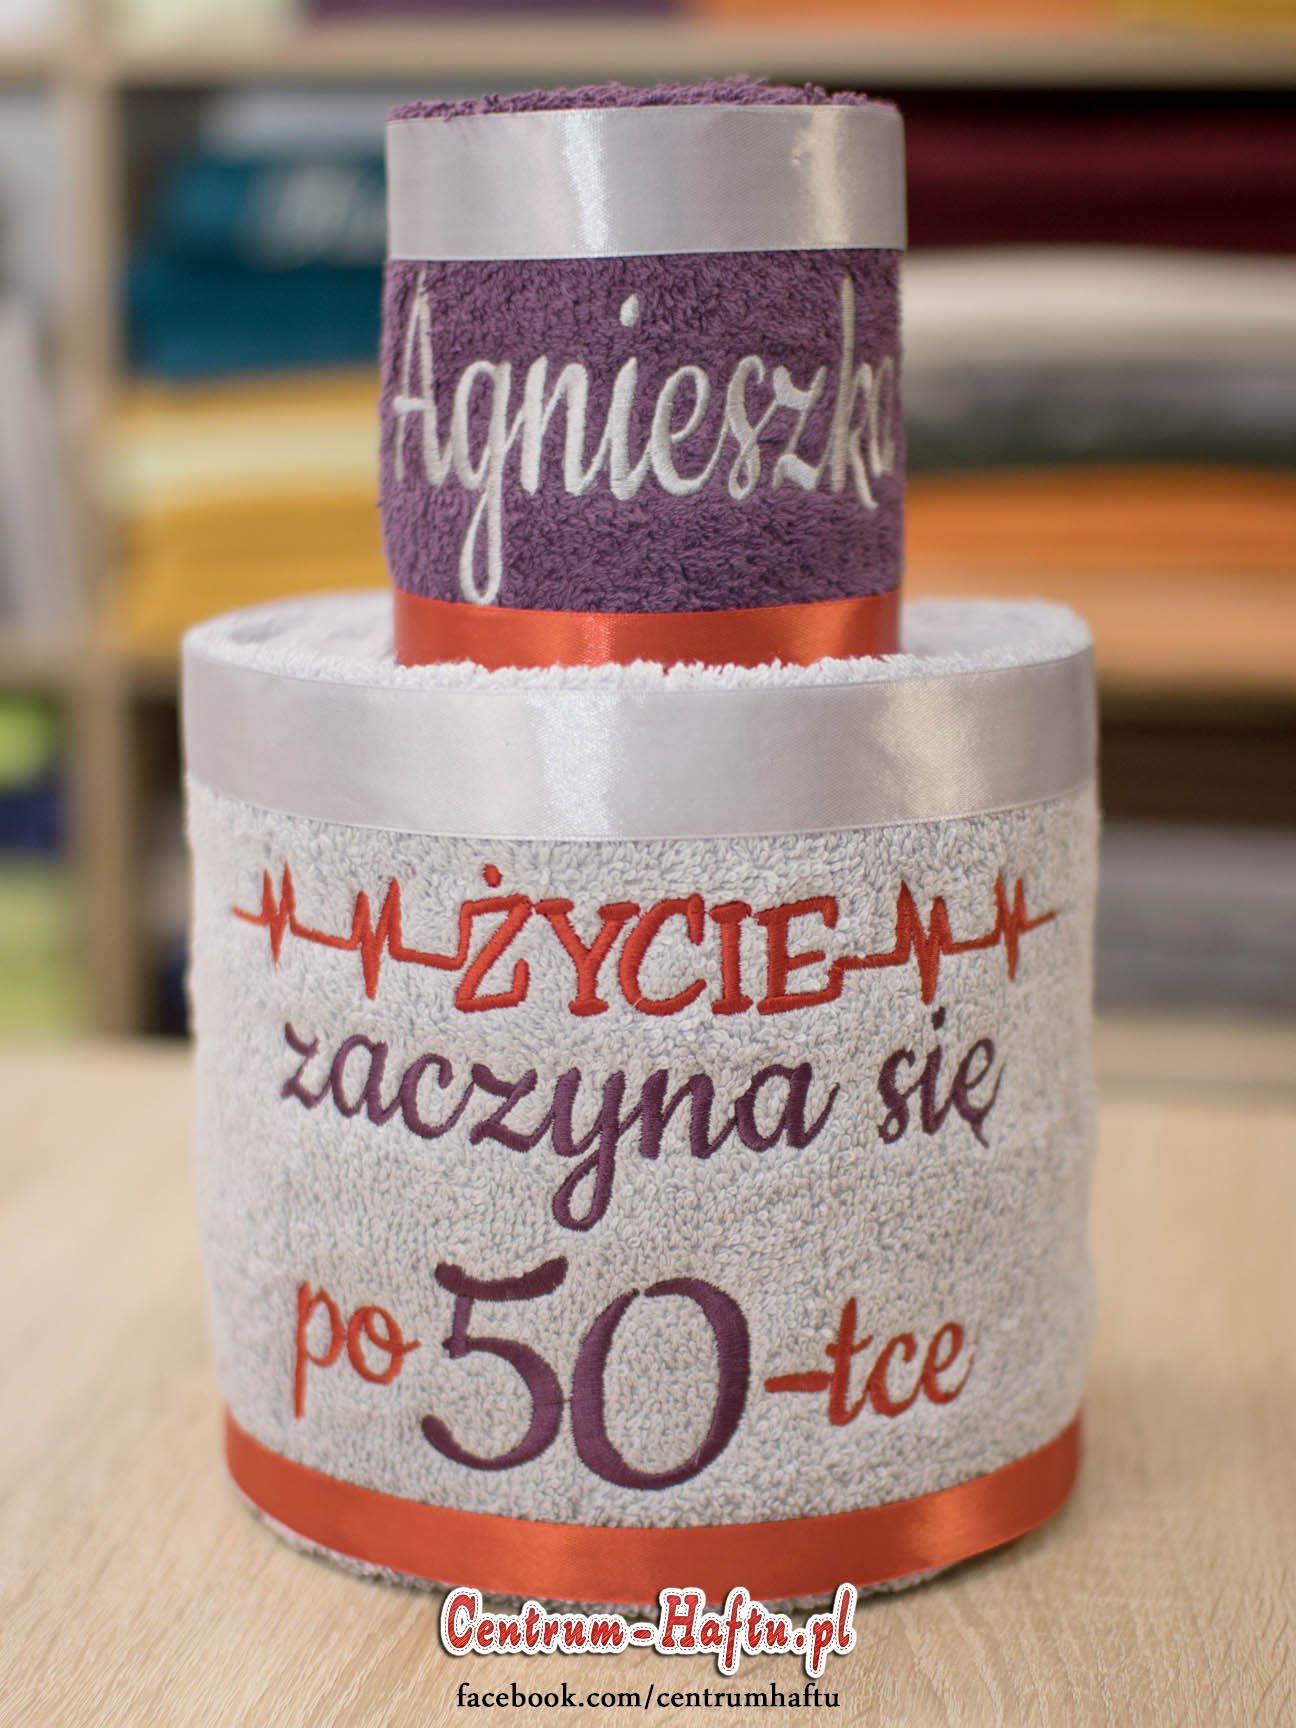 Agnieszka
ŻYCIE
zaczyna się
po 50-tce
Centrum-Haftu.pl
facebook.com/centrumhaftu